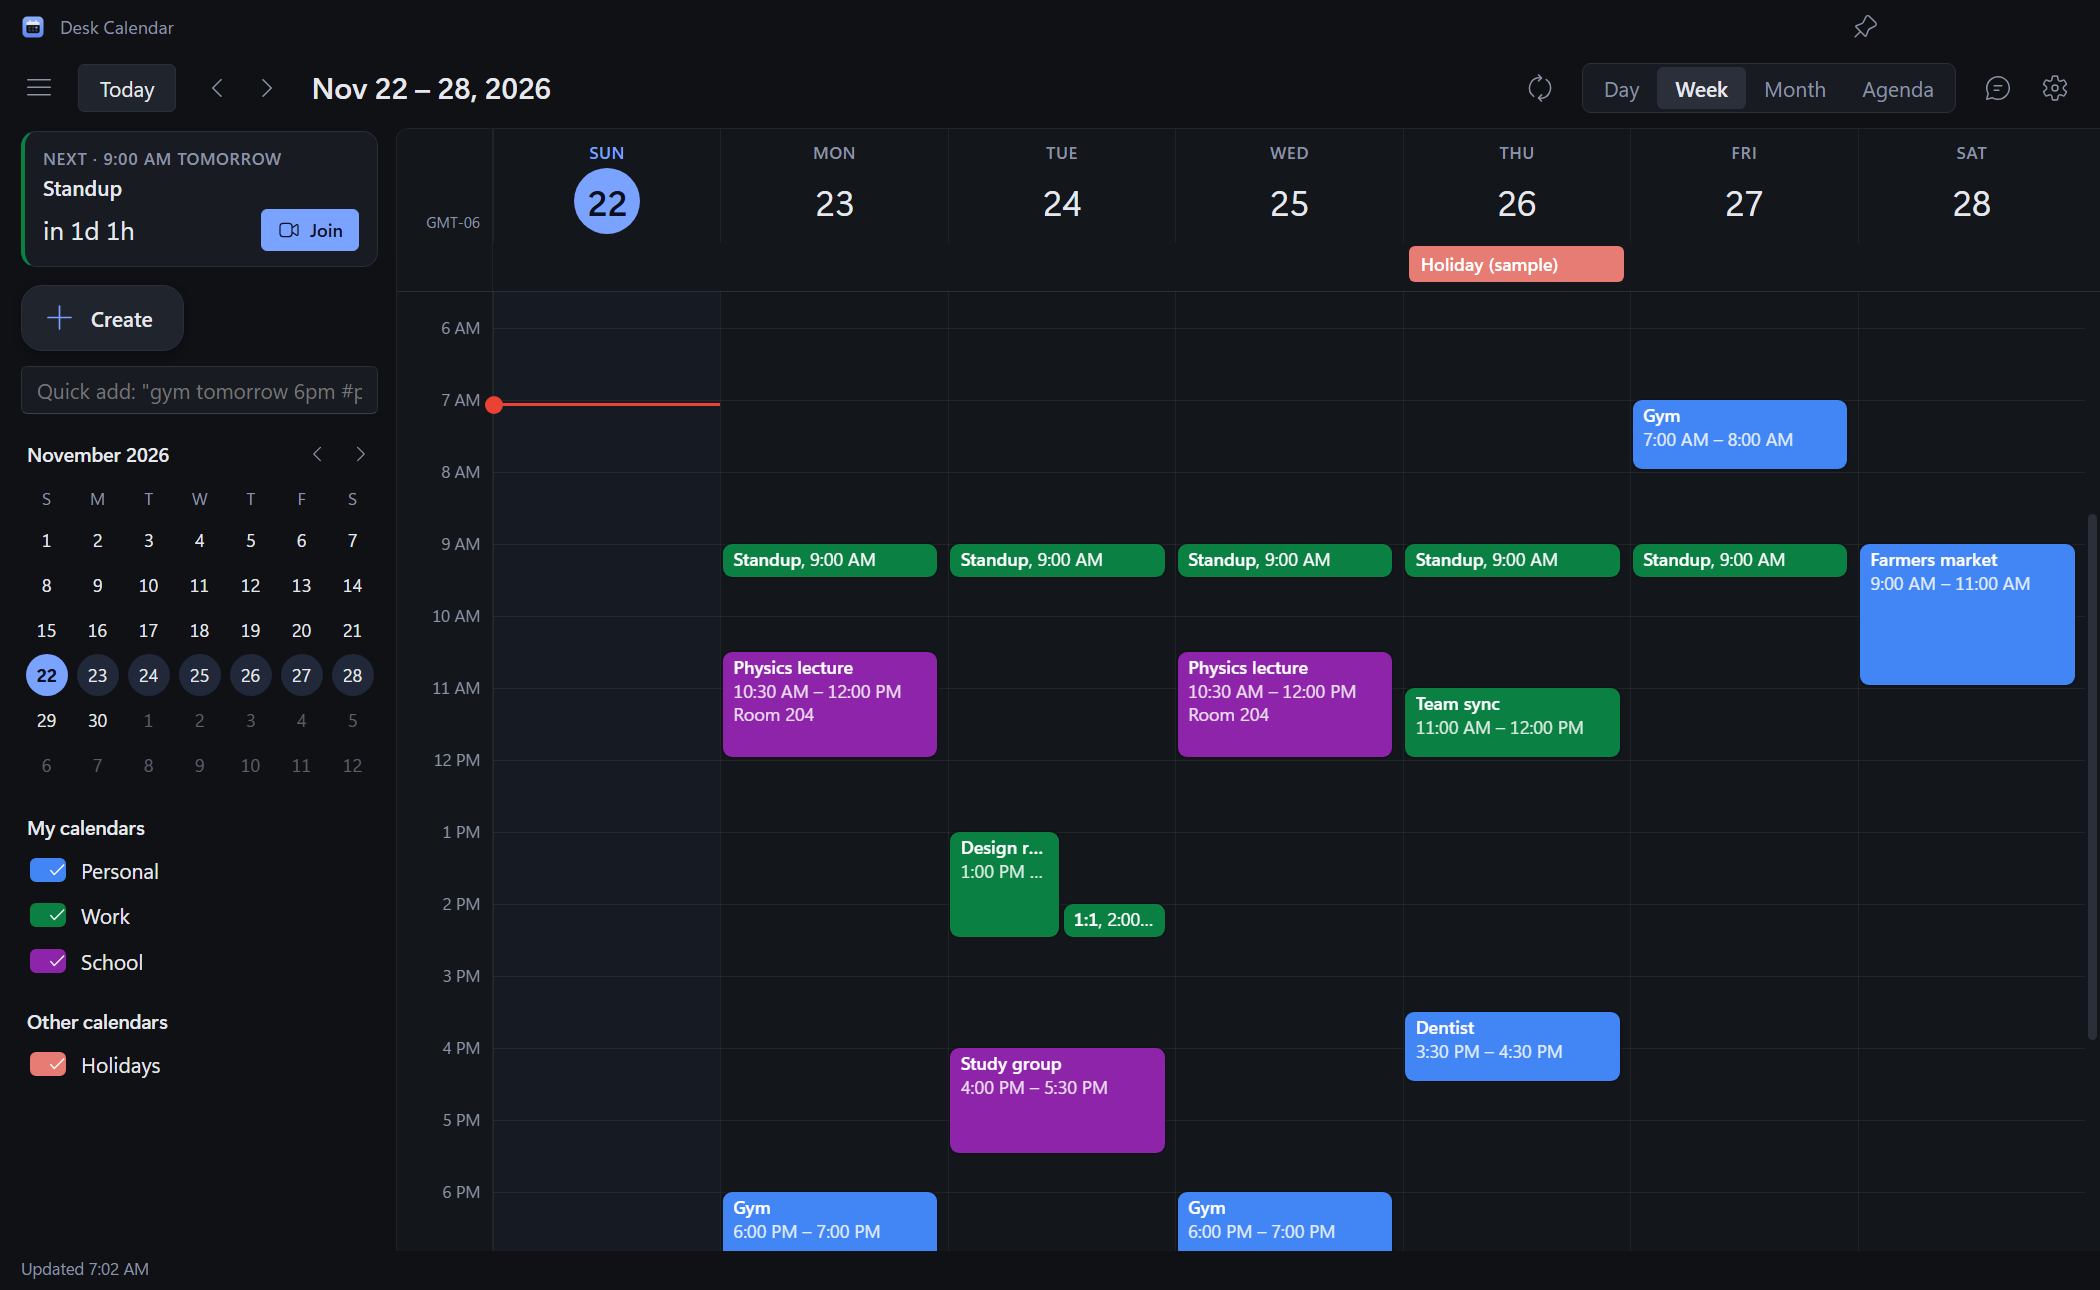 Desk Calendar
Today
Nov 22 – 28, 2026
Day Week Month Agenda
NEXT · 9:00 AM TOMORROW
Standup
in 1d 1h
Join
Create
Quick add: "gym tomorrow 6pm #p
November 2026
S M T W T F S
1 2 3 4 5 6 7
8 9 10 11 12 13 14
15 16 17 18 19 20 21
22 23 24 25 26 27 28
29 30 1 2 3 4 5
6 7 8 9 10 11 12
My calendars
Personal
Work
School
Other calendars
Holidays
Updated 7:02 AM
GMT-06
SUN MON TUE WED THU FRI SAT
22 23 24 25 26 27 28
Holiday (sample)
6 AM
7 AM
Gym
7:00 AM – 8:00 AM
8 AM
9 AM
Standup, 9:00 AM
Standup, 9:00 AM
Standup, 9:00 AM
Standup, 9:00 AM
Standup, 9:00 AM
Farmers market
9:00 AM – 11:00 AM
10 AM
Physics lecture
10:30 AM – 12:00 PM
Room 204
Physics lecture
10:30 AM – 12:00 PM
Room 204
11 AM
Team sync
11:00 AM – 12:00 PM
12 PM
1 PM
Design r...
1:00 PM ...
2 PM
1:1, 2:00...
3 PM
Dentist
3:30 PM – 4:30 PM
4 PM
Study group
4:00 PM – 5:30 PM
5 PM
6 PM
Gym
6:00 PM – 7:00 PM
Gym
6:00 PM – 7:00 PM